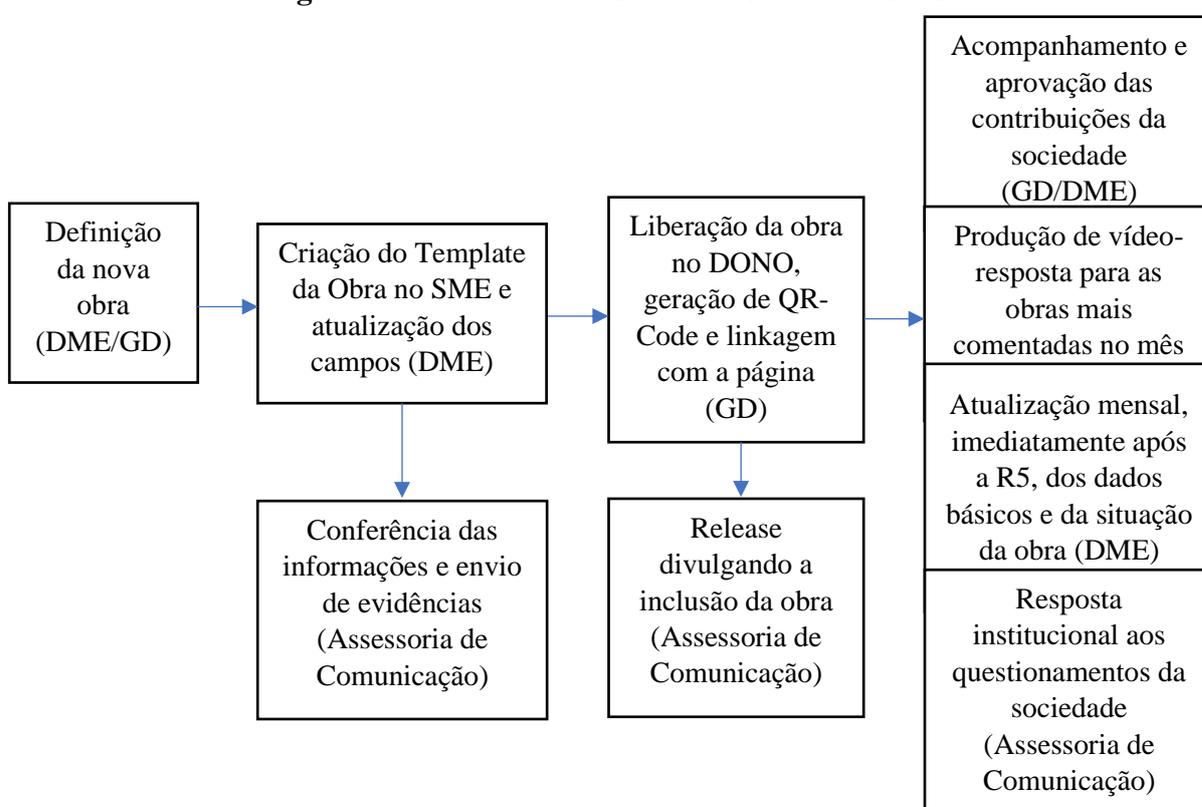 Definição
da nova
obra
(DME/GD)
Criação do Template
da Obra no SME e
atualização dos
campos (DME)
Conferência das
informações e envio
de evidências
(Assessoria de
Comunicação)
Liberação da obra
no DONO,
geração de QR-
Code e linkagem
com a página
(GD)
Release
divulgando a
inclusão da obra
(Assessoria de
Comunicação)
Acompanhamento e
aprovação das
contribuições da
sociedade
(GD/DME)
Produção de vídeo-
resposta para as
obras mais
comentadas no mês
Atualização mensal,
imediatamente após
a R5, dos dados
básicos e da situação
da obra (DME)
Resposta
institucional aos
questionamentos da
sociedade
(Assessoria de
Comunicação)